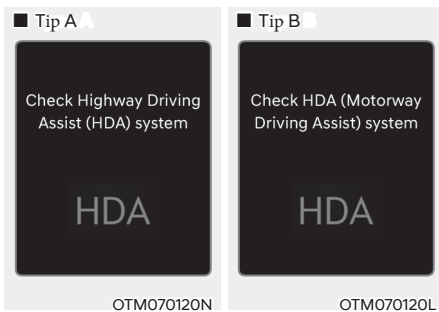 ■ Tip A
Check Highway Driving
Assist (HDA) system
HDA
OTM070120N
■ Tip B
Check HDA (Motorway
Driving Assist) system
HDA
OTM070120L